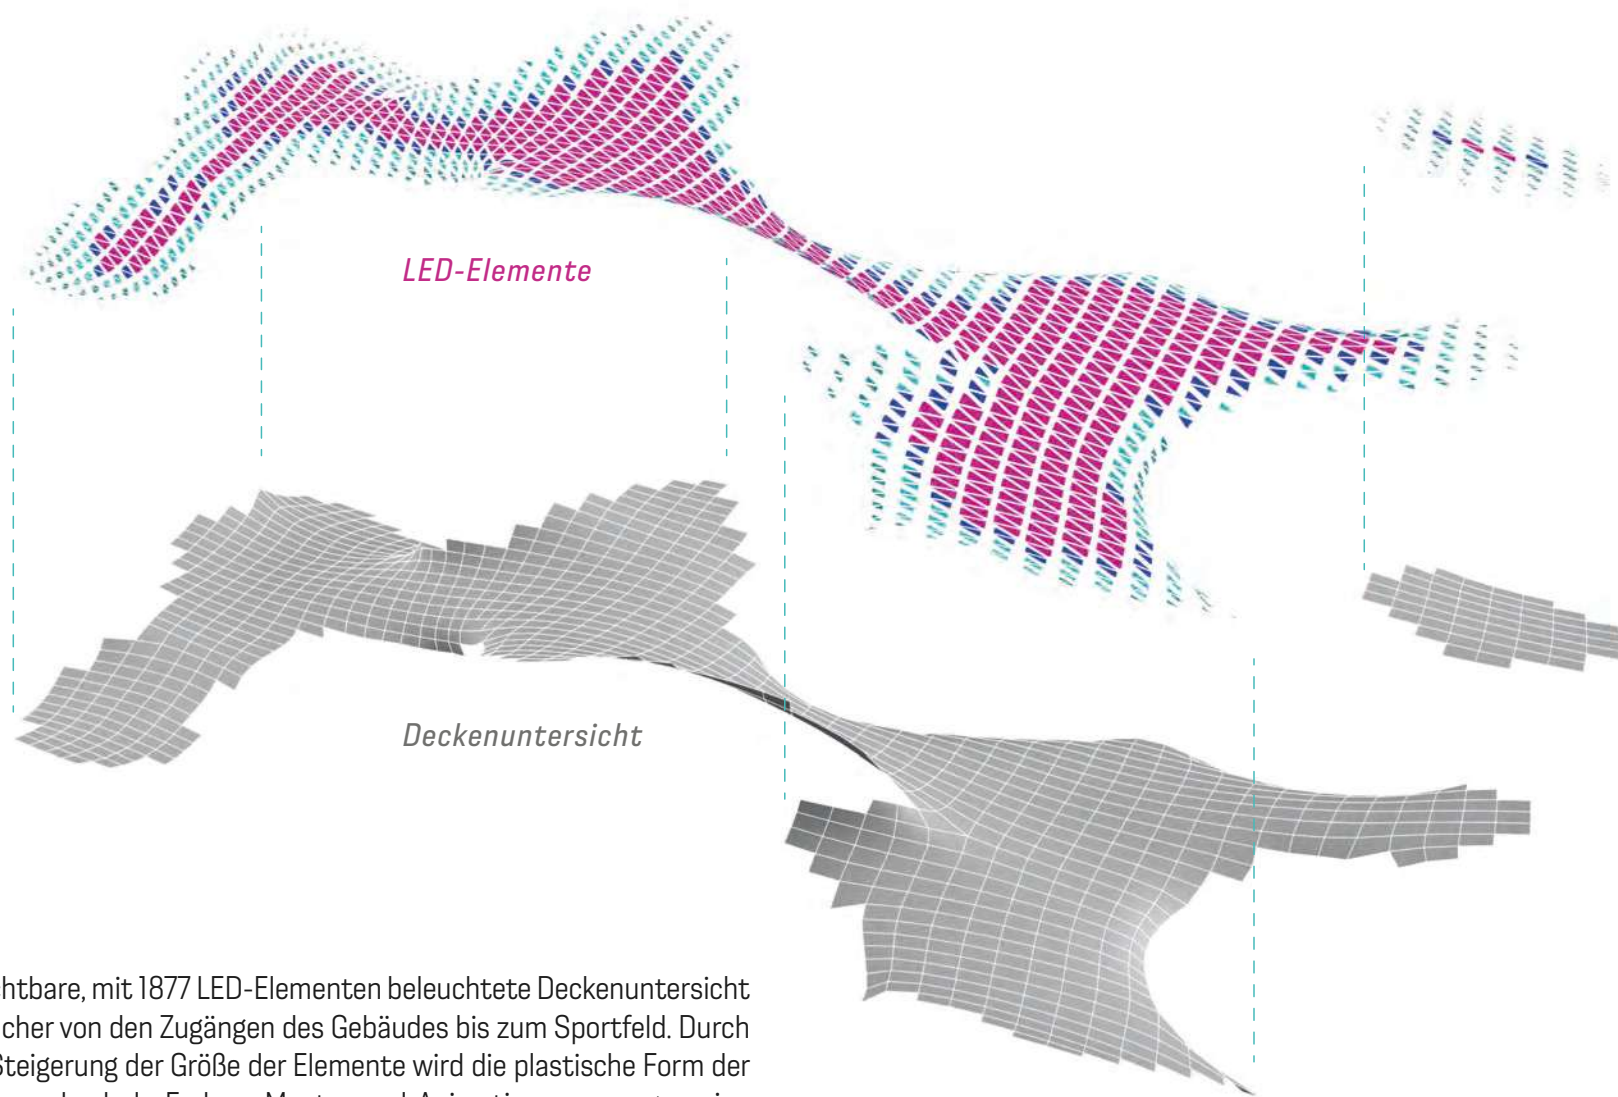 LED-Elemente
Deckenuntersicht
htbare, mit 1877 LED-Elementen beleuchtete Deckenuntersicht
cher von den Zugängen des Gebäudes bis zum Sportfeld. Durch
Steigerung der Größe der Elemente wird die plastische Form der